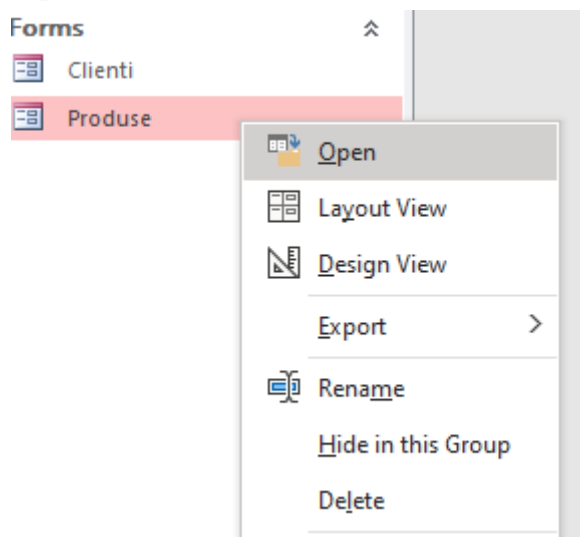 Forms
Clienti
Produse
Open
Layout View
Design View
Export
Rename
Hide in this Group
Delete